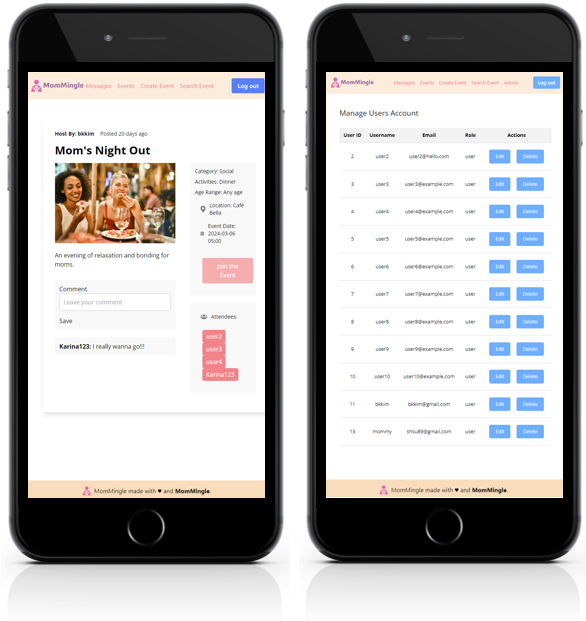 MomMingle Messages Events Create Event Search Event Log out
Host By: bkkim Posted 20 days ago
Mom's Night Out
Category: Social
Activities: Dinner
Age Range: Any age
Location: Café
Bella
Event Date:
2024-03-06
05:00
Join the
Event
An evening of relaxation and bonding for
moms.
Comment
Leave your comment
Save
Karina123: I really wanna go!!!
Attendees:
user2
user3
user4
Karina123
MomMingle made with ♥ and MomMingle.
MomMingle Messages Events Create Event Search Event Admin Log out
Manage Users Account
User ID Username Email Role Actions
2 user2 user2@hello.com user Edit Delete
3 user3 user3@example.com user Edit Delete
4 user4 user4@example.com user Edit Delete
5 user5 user5@example.com user Edit Delete
6 user6 user6@example.com user Edit Delete
7 user7 user7@example.com user Edit Delete
8 user8 user8@example.com user Edit Delete
9 user9 user9@example.com user Edit Delete
10 user10 user10@example.com user Edit Delete
11 bkkim bkkim@gmail.com user Edit Delete
13 mommy shsu89@gmail.com user Edit Delete
MomMingle made with ♥ and MomMingle.